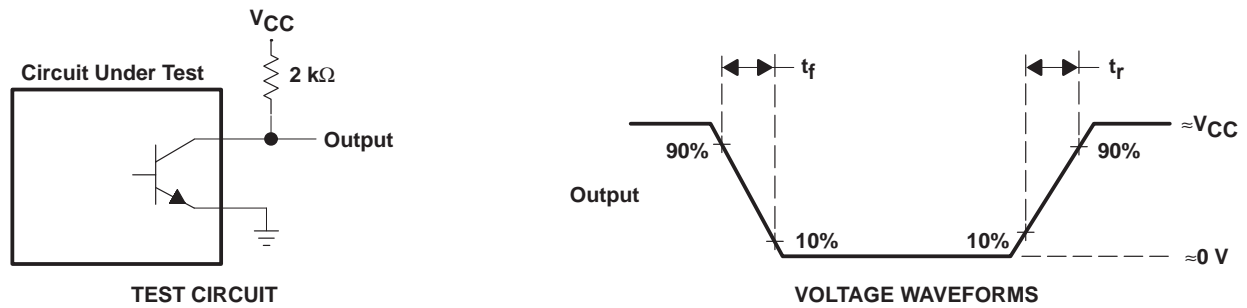 VCC
Circuit Under Test
2 kΩ
Output
TEST CIRCUIT
tf
tr
≈VCC
90%
90%
Output
10%
10%
≈0 V
VOLTAGE WAVEFORMS